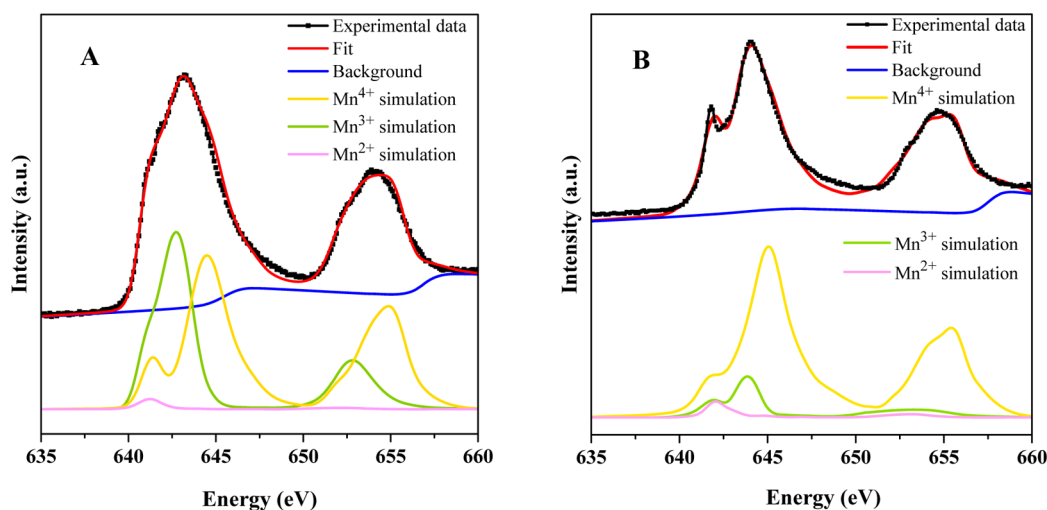 A
Experimental data
Fit
Background
Mn4+ simulation
Mn3+ simulation
Mn2+ simulation
Intensity (a.u.)
635 640 645 650 655 660
Energy (eV)
B
Experimental data
Fit
Background
Mn4+ simulation
Mn3+ simulation
Mn2+ simulation
Intensity (a.u.)
635 640 645 650 655 660
Energy (eV)